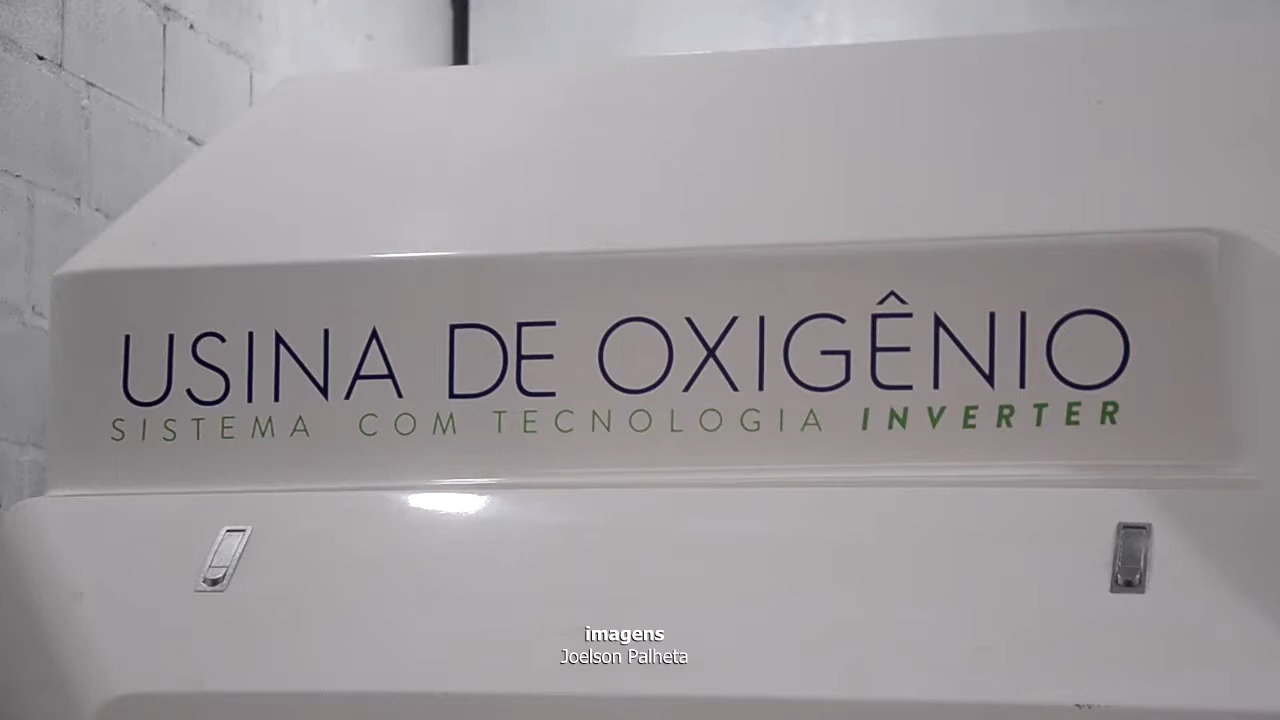 USINA DE OXIGÊNIO
SISTEMA COM TECNOLOGIA INVERTER
imagens
Joelson Palheta